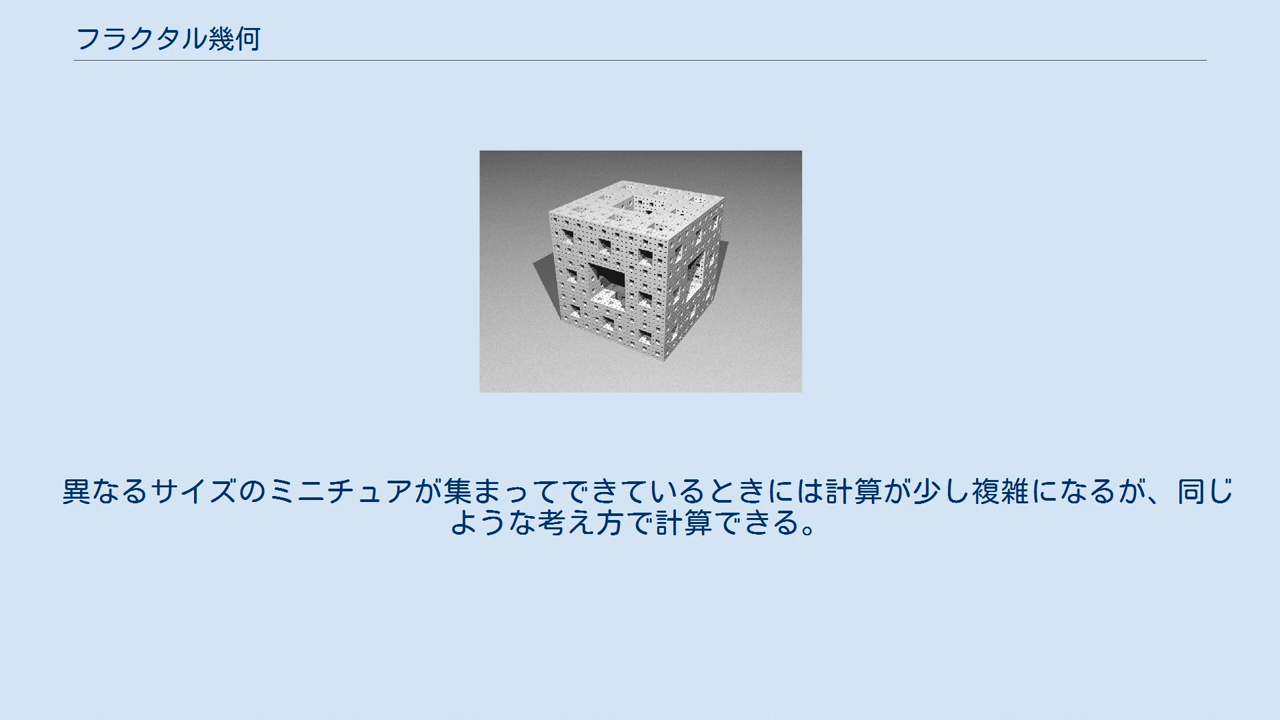 フラクタル幾何
異なるサイズのミニチュアが集まってできているときには計算が少し複雑になるが、同じ
ような考え方で計算できる。